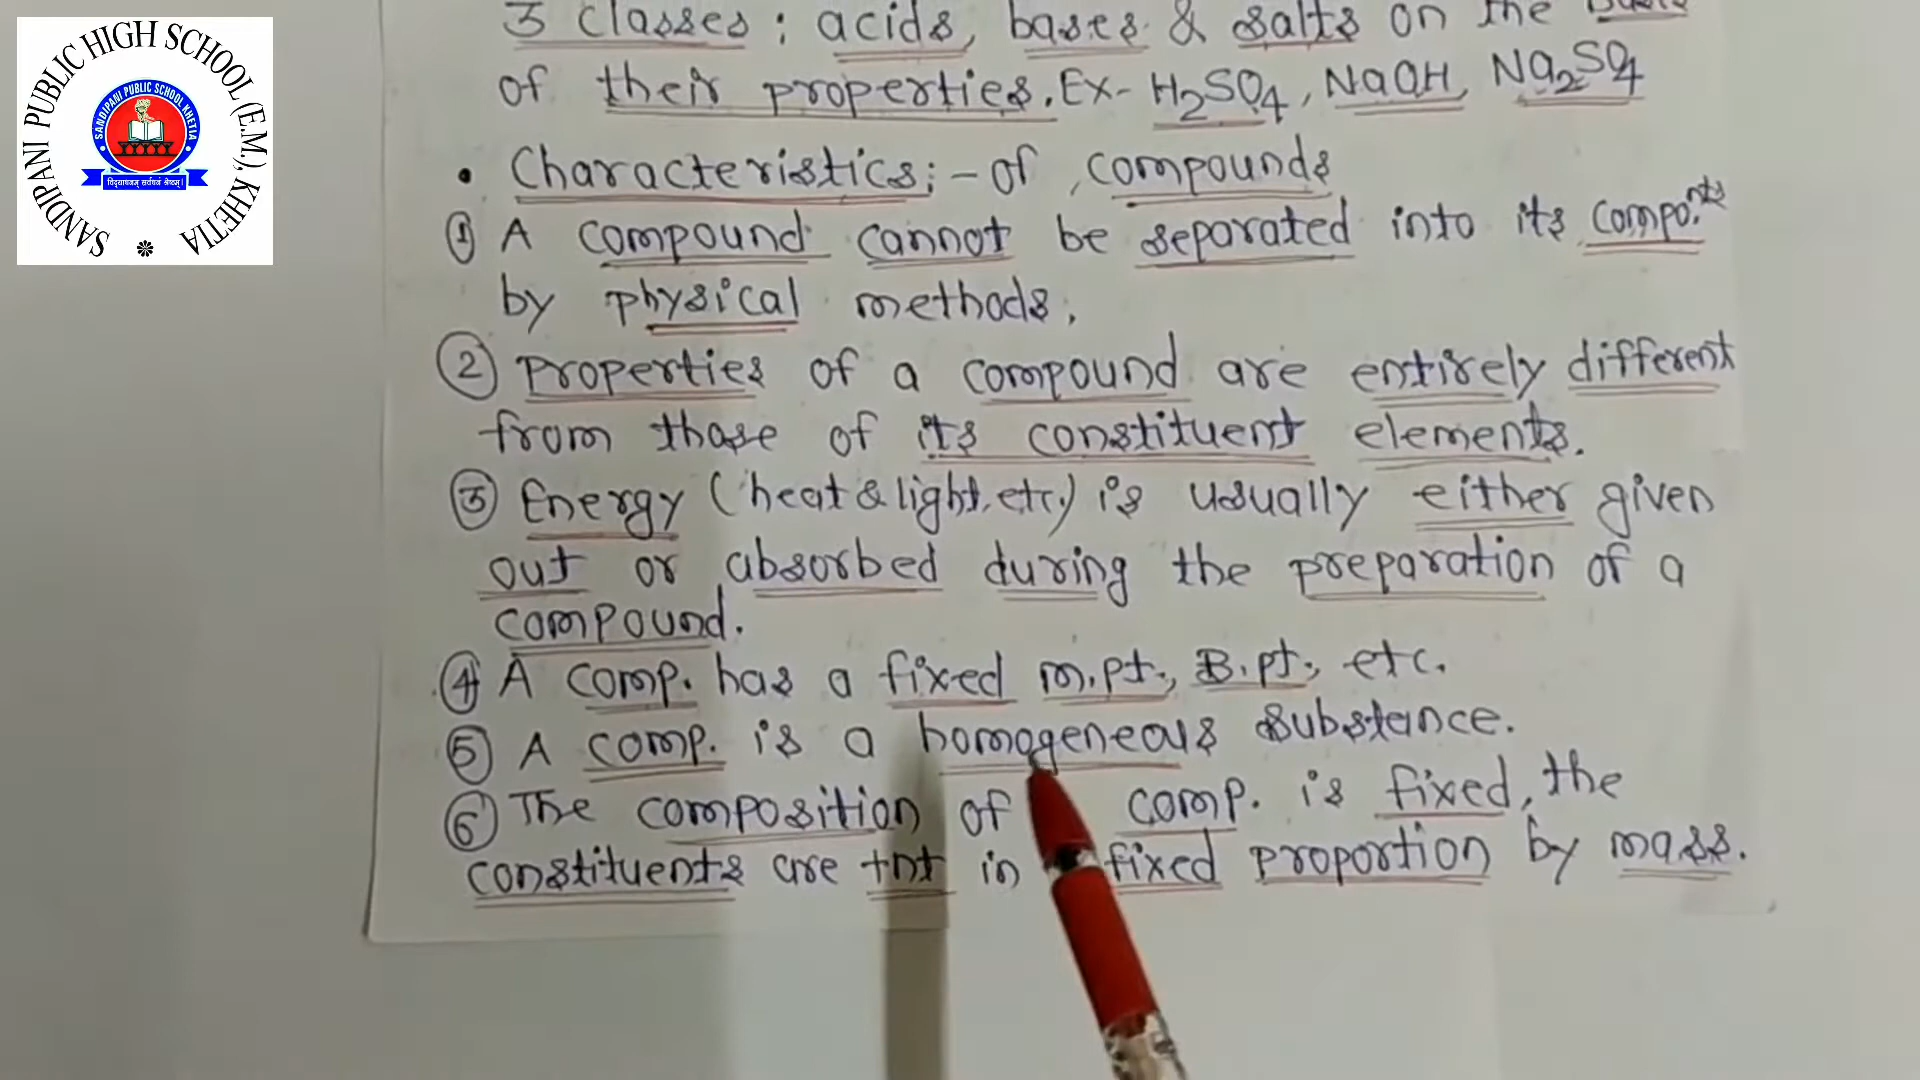 SANDIPANI PUBLIC HIGH SCHOOL (E.M.), KHETIA
SANDIPANI PUBLIC SCHOOL KHETIA
3 classes : acids, bases & salts on the
of their properties. Ex- H2SO4, NaOH, Na2SO4
• Characteristics:- of compounds
① A compound cannot be separated into its compo.nts
by physical methods.
② Properties of a compound are entirely different
from those of its constituent elements.
③ Energy (heat & light, etc.) is usually either given
out or absorbed during the preparation of a
compound.
④ A comp. has a fixed m.pt., B.pt., etc.
⑤ A comp. is a homogeneous substance.
⑥ The composition of comp. is fixed, the
constituents are tnt in fixed proportion by mass.